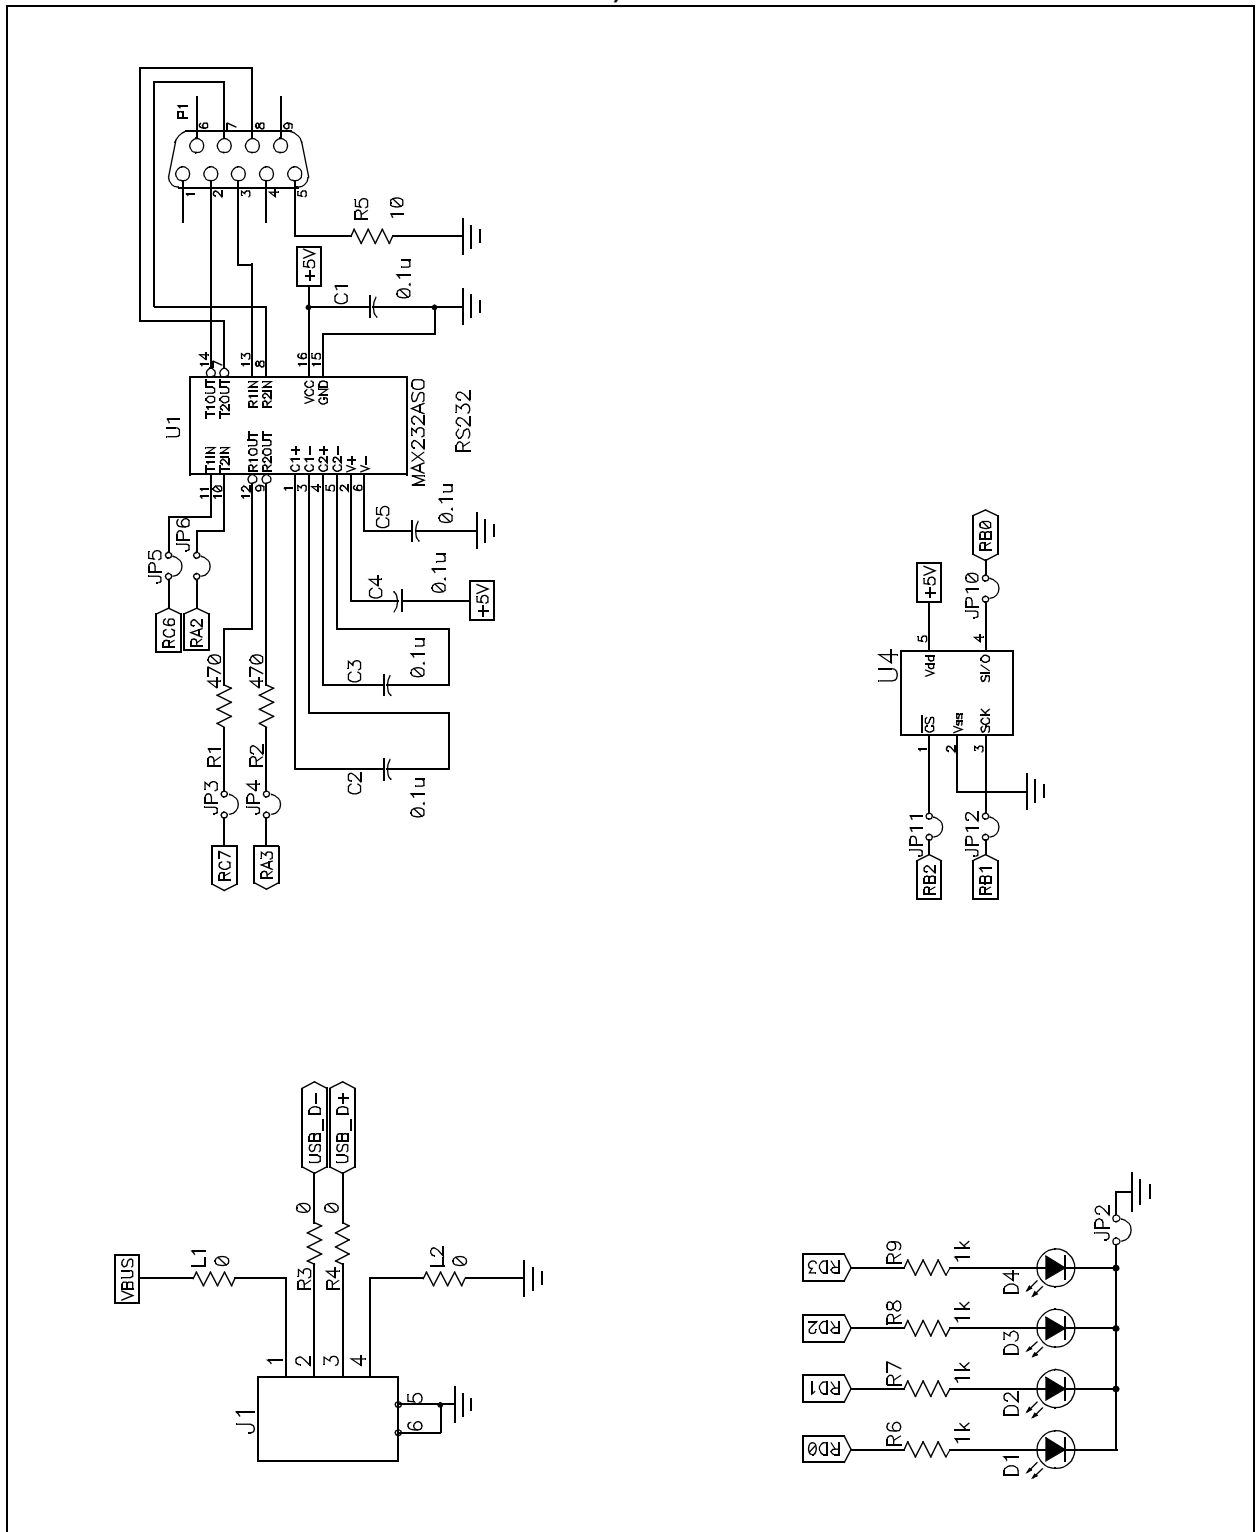 P1
6
7
8
9
1
2
3
4
5
R5
10
+5V
C1
0.1u
14
7
13
8
16
15
T1OUT
T2OUT
R1IN
R2IN
VCC
GND
U1
MAX232ASO
RS232
T1IN
T2IN
R1OUT
R2OUT
C1+
C1-
C2+
C2-
V+
V-
11
10
12
9
1
3
4
5
2
6
JP5
JP6
RC6
RA2
C5
0.1u
C4
0.1u
+5V
C3
0.1u
C2
0.1u
470
470
R1
R2
JP3
JP4
RC7
RA3
RB0
JP10
+5V
5
4
U4
Vdd
SI/O
CS
Vss
SCK
1
2
3
JP11
JP12
RB2
RB1
VBUS
L1
0
USB_D-
USB_D+
0
0
R3
R4
L2
0
1
2
3
4
J1
5
6
JP2
RD3
R9
1k
D4
RD2
R8
1k
D3
RD1
R7
1k
D2
RD0
R6
1k
D1